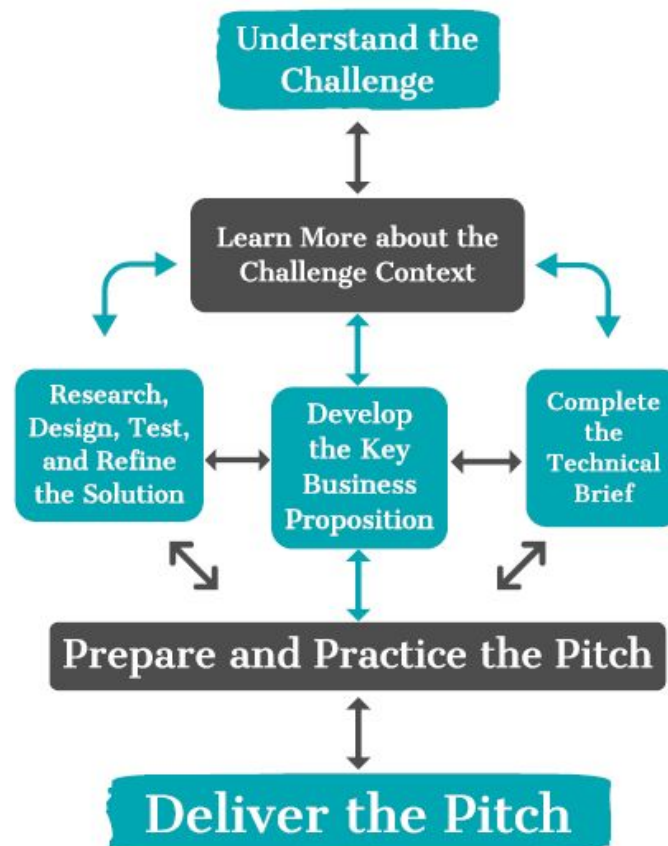 Understand the
Challenge
Learn More about the
Challenge Context
Research,
Design, Test,
and Refine
the Solution
Develop
the Key
Business
Proposition
Complete
the
Technical
Brief
Prepare and Practice the Pitch
Deliver the Pitch